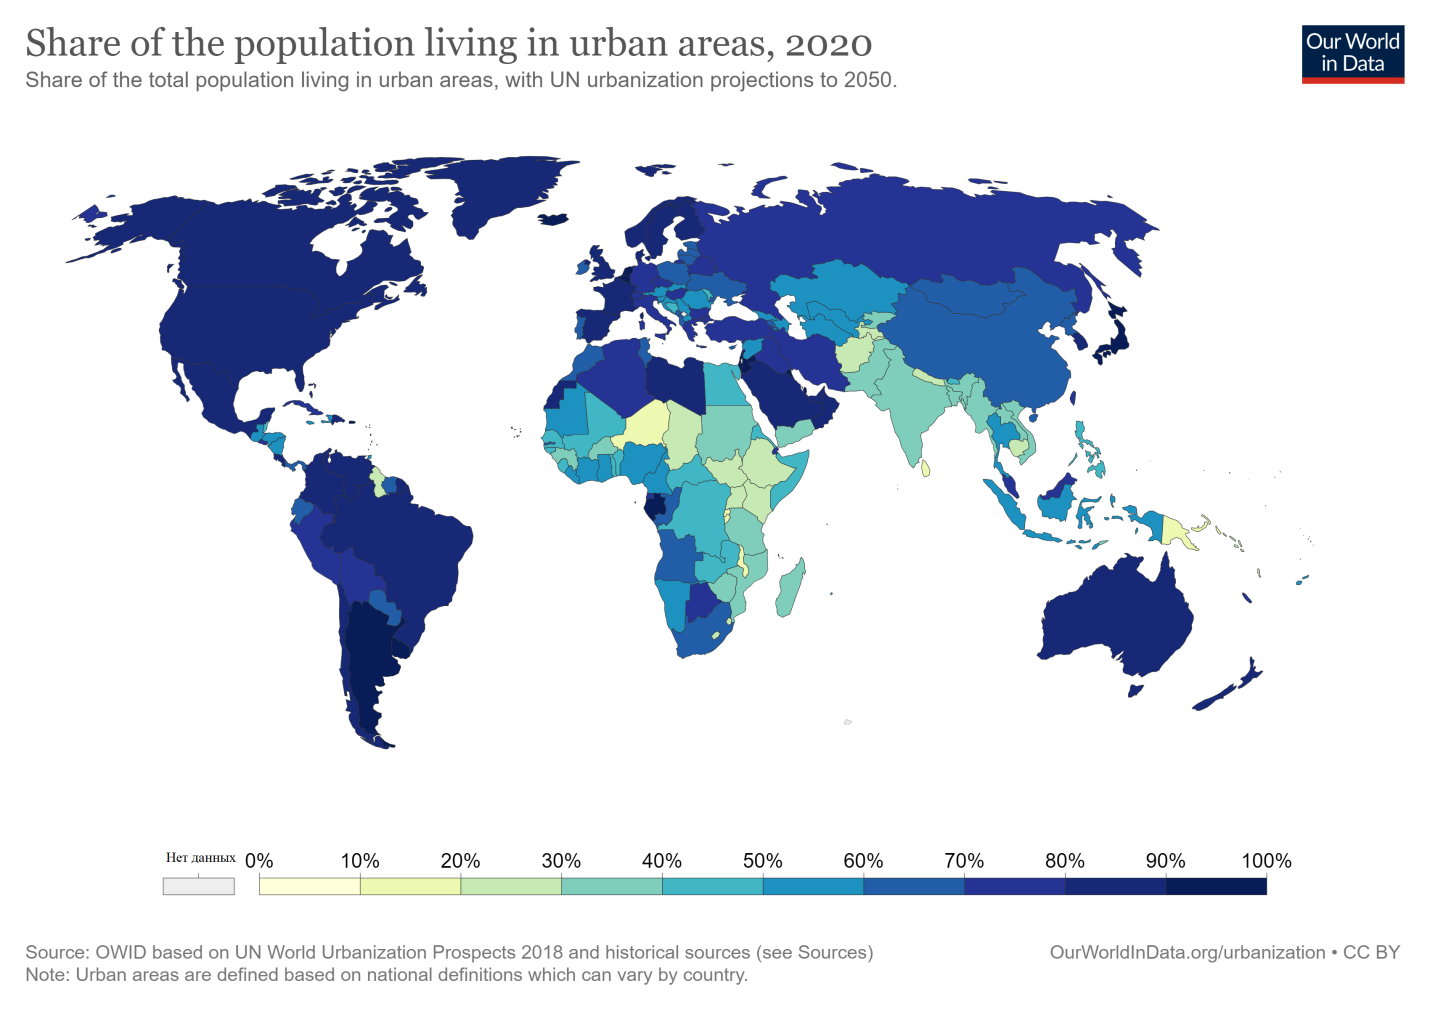 Share of the population living in urban areas, 2020
Share of the total population living in urban areas, with UN urbanization projections to 2050.
Our World
in Data
Нет данных 0% 10% 20% 30% 40% 50% 60% 70% 80% 90% 100%
Source: OWID based on UN World Urbanization Prospects 2018 and historical sources (see Sources)
OurWorldInData.org/urbanization • CC BY
Note: Urban areas are defined based on national definitions which can vary by country.